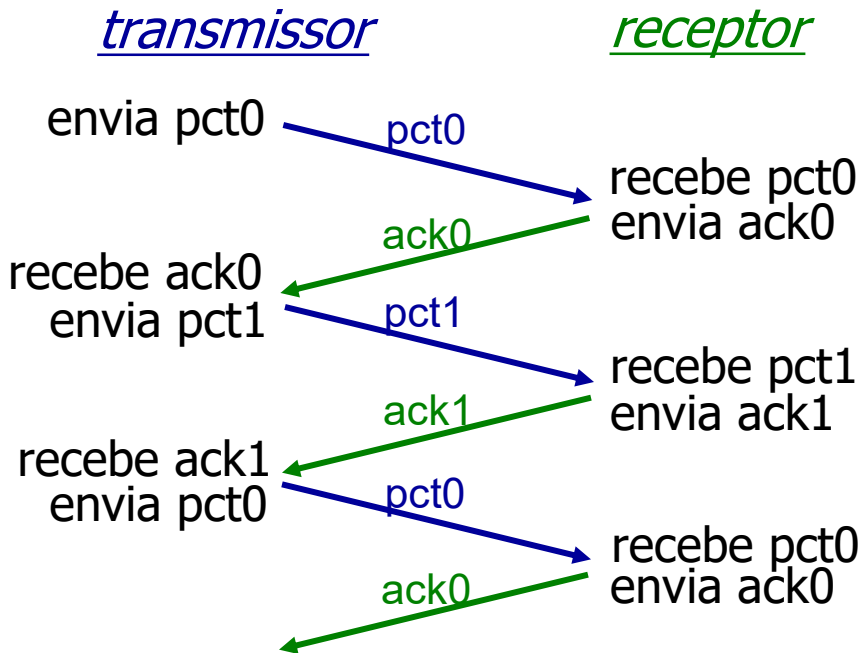 transmissor
receptor
envia pct0
pct0
recebe pct0
envia ack0
ack0
recebe ack0
envia pct1
pct1
recebe pct1
envia ack1
ack1
recebe ack1
envia pct0
pct0
recebe pct0
envia ack0
ack0